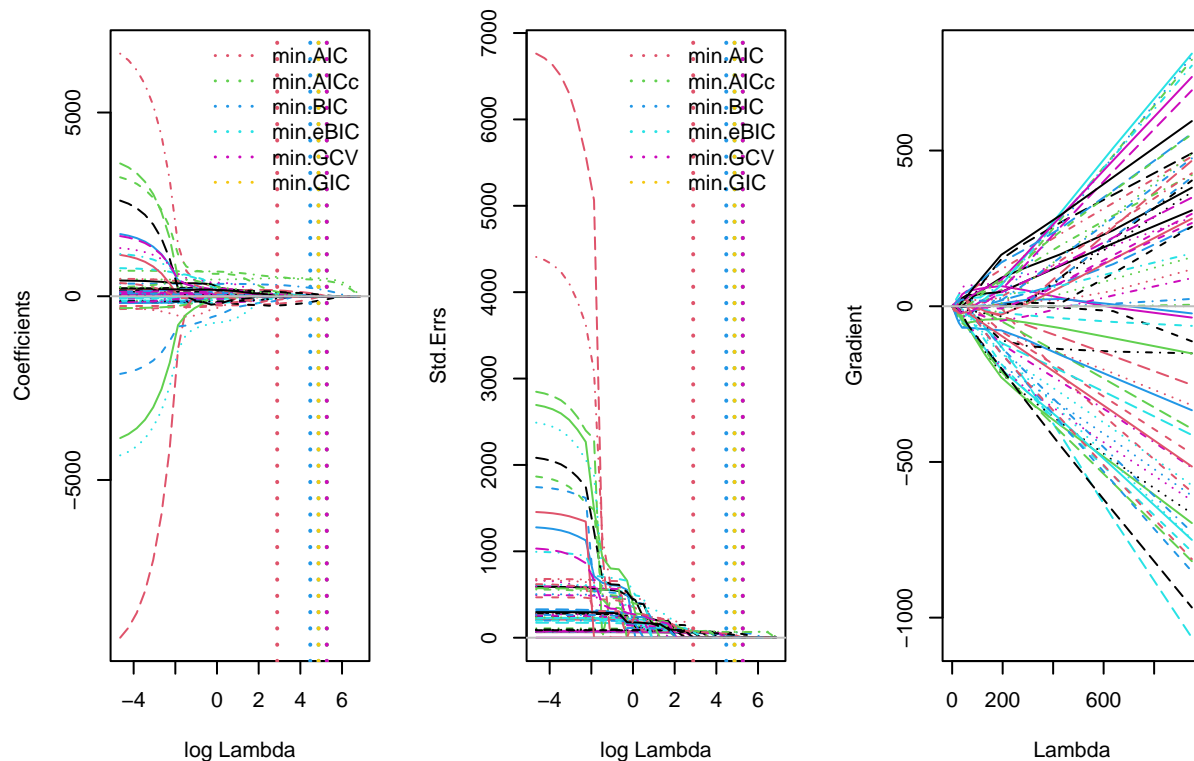 Coefficients
5000
0
−5000
min.AIC
min.AICc
min.BIC
min.eBIC
min.GCV
min.GIC
−4 −2 0 2 4 6
log Lambda
Std.Errs
7000
6000
5000
4000
3000
2000
1000
0
min.AIC
min.AICc
min.BIC
min.eBIC
min.GCV
min.GIC
−4 −2 0 2 4 6
log Lambda
Gradient
500
0
−500
−1000
0 200 600
Lambda